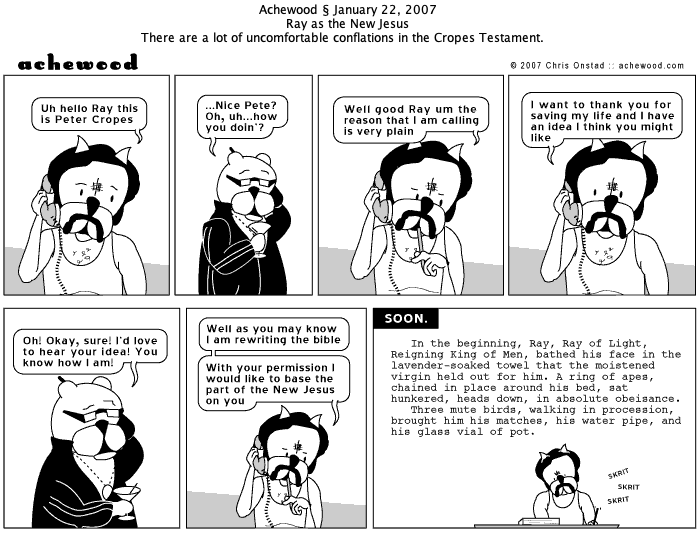 Achewood § January 22, 2007
Ray as the New Jesus
There are a lot of uncomfortable conflations in the Cropes Testament.
achewood
© 2007 Chris Onstad :: achewood.com
Uh hello Ray this
is Peter Cropes
...Nice Pete?
Oh, uh...how
you doin'?
Well good Ray um the
reason that I am calling
is very plain
I want to thank you for
saving my life and I have
an idea I think you might
like
Oh! Okay, sure! I'd love
to hear your idea! You
know how I am!
Well as you may know
I am rewriting the bible
With your permission I
would like to base the
part of the New Jesus
on you
SOON.
In the beginning, Ray, Ray of Light,
Reigning King of Men, bathed his face in the
lavender-soaked towel that the moistened
virgin held out for him. A ring of apes,
chained in place around his bed, sat
hunkered, heads down, in absolute obeisance.
Three mute birds, walking in procession,
brought him his matches, his water pipe, and
his glass vial of pot.
SKRIT
SKRIT
SKRIT